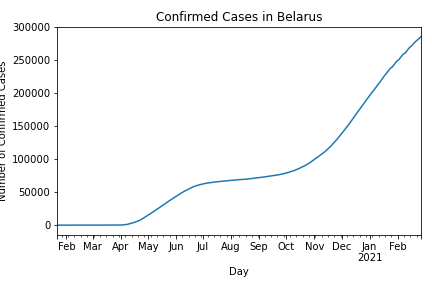 Confirmed Cases in Belarus
300000
250000
200000
150000
100000
50000
0
Number of Confirmed Cases
Feb Mar Apr May Jun Jul Aug Sep Oct Nov Dec Jan Feb
2021
Day